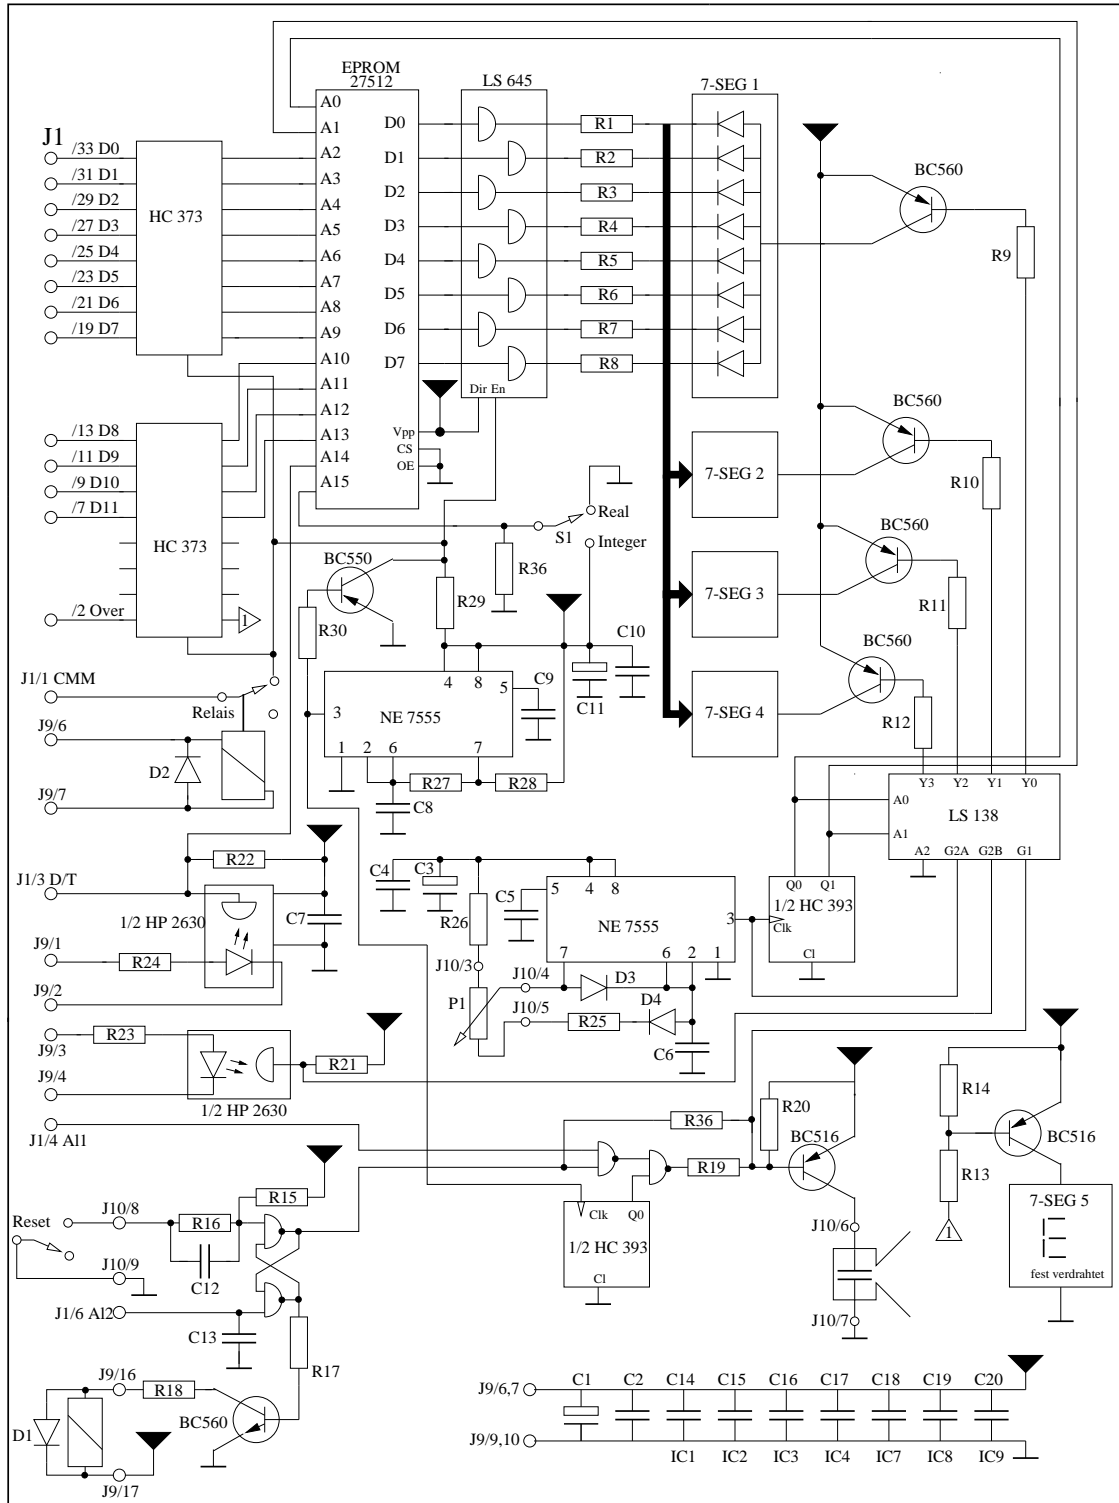 EPROM
27512
LS 645
7-SEG 1
J1
/33 D0
/31 D1
/29 D2
/27 D3
/25 D4
/23 D5
/21 D6
/19 D7
HC 373
A0
A1
A2
A3
A4
A5
A6
A7
A8
A9
A10
A11
A12
A13
A14
A15
D0
D1
D2
D3
D4
D5
D6
D7
Vpp
CS
OE
Dir En
R1
R2
R3
R4
R5
R6
R7
R8
BC560
R9
/13 D8
/11 D9
/9 D10
/7 D11
HC 373
/2 Over
1
BC560
7-SEG 2
R10
Real
S1
Integer
BC550
R36
R29
R30
BC560
7-SEG 3
R11
C10
C11
BC560
7-SEG 4
R12
J1/1 CMM
Relais
J9/6
D2
J9/7
4
8
5
C9
3
NE 7555
1
2
6
7
R27
R28
C8
Y3
Y2
Y1
Y0
A0
LS 138
A1
A2
G2A
G2B
G1
R22
J1/3 D/T
1/2 HP 2630
C7
J9/1
R24
J9/2
C4
C3
R26
C5
5
4
8
NE 7555
3
7
6
2
1
Q0
Q1
1/2 HC 393
Clk
Cl
J10/3
J10/4
D3
P1
J10/5
R25
D4
C6
J9/3
R23
J9/4
R21
1/2 HP 2630
J1/4 Al1
R36
R20
BC516
R19
R14
BC516
R13
1
7-SEG 5
fest verdrahtet
Clk
Q0
1/2 HC 393
Cl
J10/6
J10/7
R15
Reset
J10/8
R16
J10/9
C12
J1/6 Al2
C13
R17
J9/16
R18
D1
BC560
J9/17
J9/6,7
C1
C2
C14
C15
C16
C17
C18
C19
C20
J9/9,10
IC1
IC2
IC3
IC4
IC7
IC8
IC9